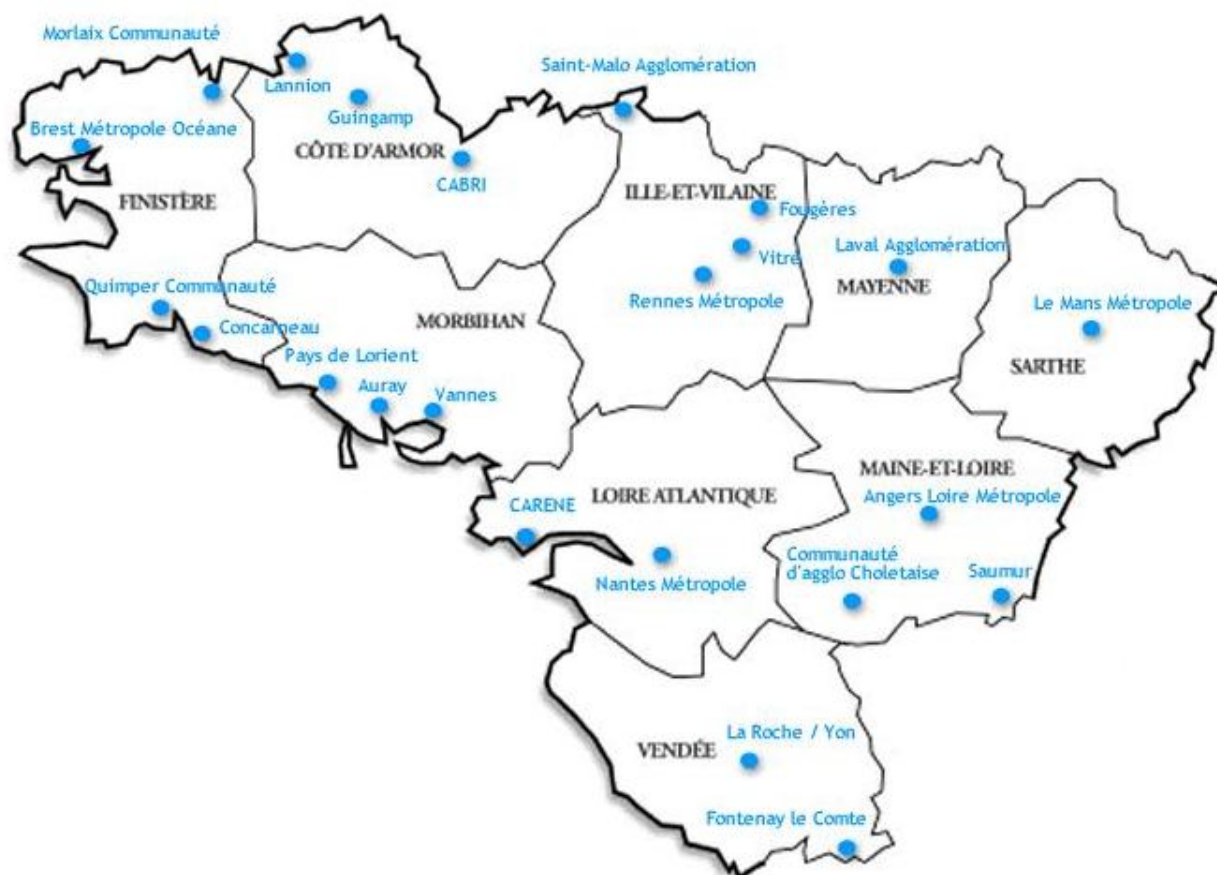 Morlaix Communauté
Lannion
Saint-Malo Agglomération
Guingamp
Brest Métropole Océane
CÔTE D'ARMOR
CABRI
FINISTÈRE
ILLE-ET-VILAINE
Fougères
Vitré
Laval Agglomération
Rennes Métropole
MAYENNE
Quimper Communauté
Le Mans Métropole
MORBIHAN
Concarneau
Pays de Lorient
SARTHE
Auray
Vannes
MAINE-ET-LOIRE
LOIRE ATLANTIQUE
Angers Loire Métropole
CARENE
Communauté
d'agglo Choletaise
Saumur
Nantes Métropole
La Roche / Yon
VENDÉE
Fontenay le Comte